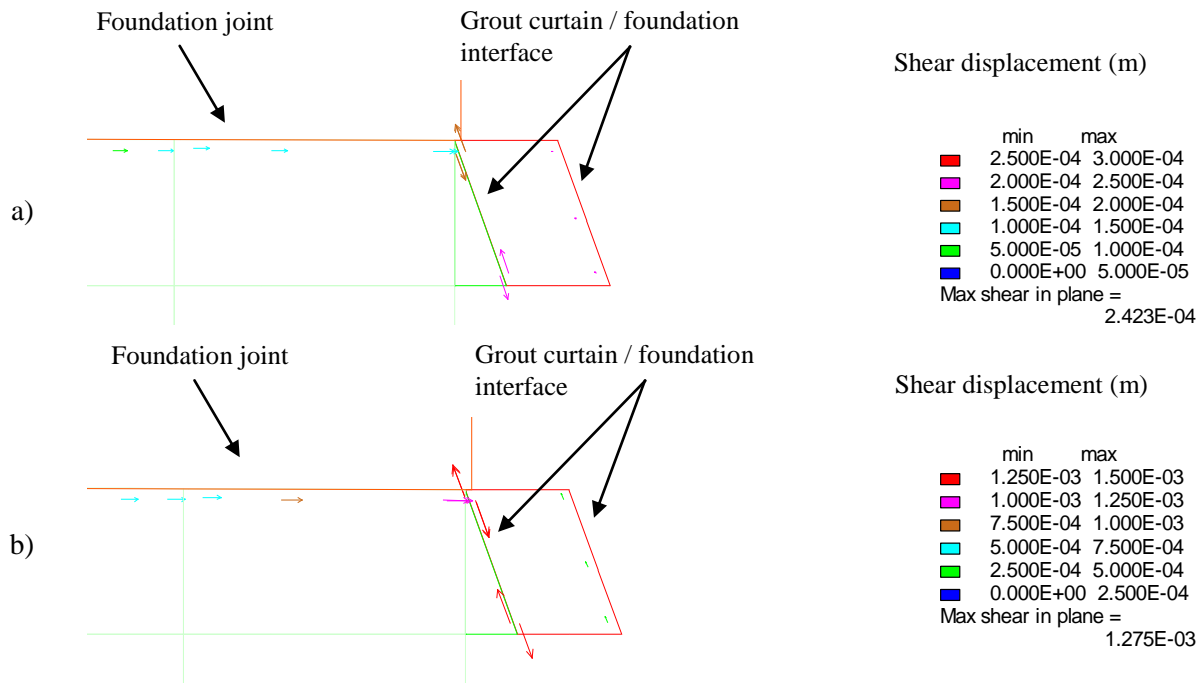 Foundation joint
Grout curtain / foundation
interface
Shear displacement (m)
a)
min max
2.500E-04 3.000E-04
2.000E-04 2.500E-04
1.500E-04 2.000E-04
1.000E-04 1.500E-04
5.000E-05 1.000E-04
0.000E+00 5.000E-05
Max shear in plane =
2.423E-04
Foundation joint
Grout curtain / foundation
interface
Shear displacement (m)
b)
min max
1.250E-03 1.500E-03
1.000E-03 1.250E-03
7.500E-04 1.000E-03
5.000E-04 7.500E-04
2.500E-04 5.000E-04
0.000E+00 2.500E-04
Max shear in plane =
1.275E-03